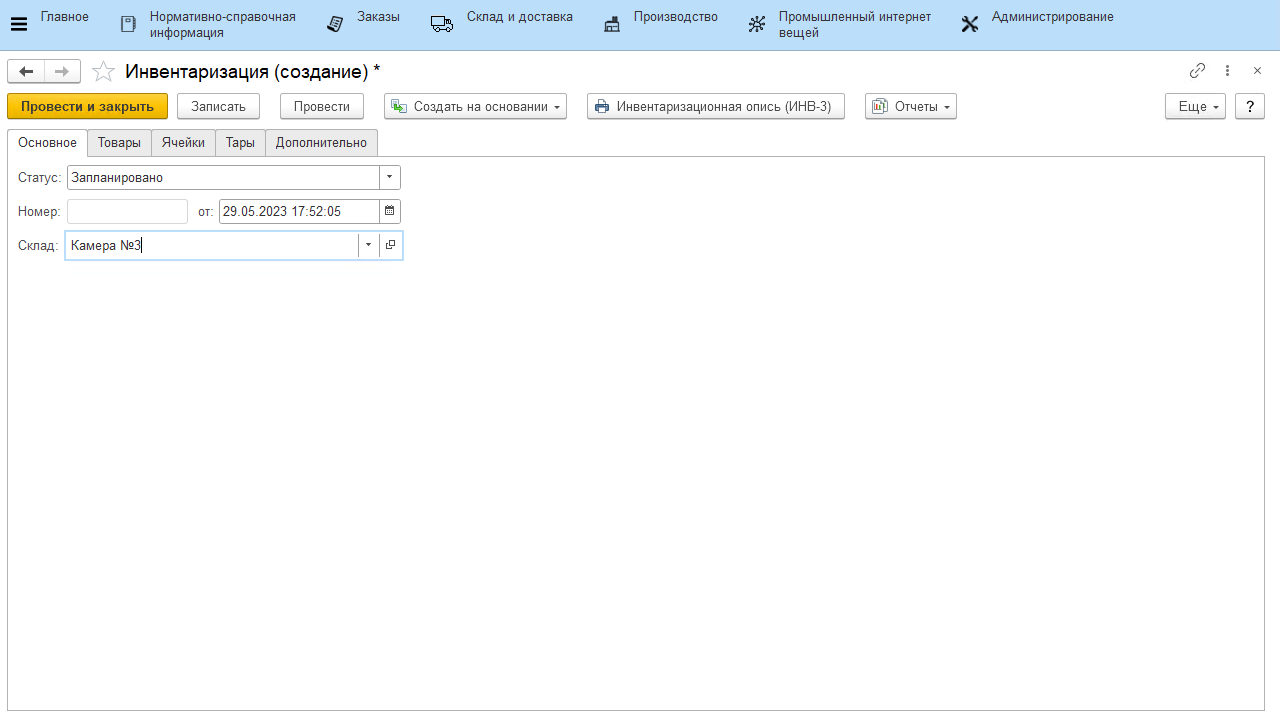 Главное
Нормативно-справочная
информация
Заказы
Склад и доставка
Производство
Промышленный интернет
вещей
Администрирование
Инвентаризация (создание) *
Провести и закрыть
Записать
Провести
Создать на основании
Инвентаризационная опись (ИНВ-3)
Отчеты
Еще
?
Основное
Товары
Ячейки
Тары
Дополнительно
Статус: Запланировано
Номер: от: 29.05.2023 17:52:05
Склад: Камера №3